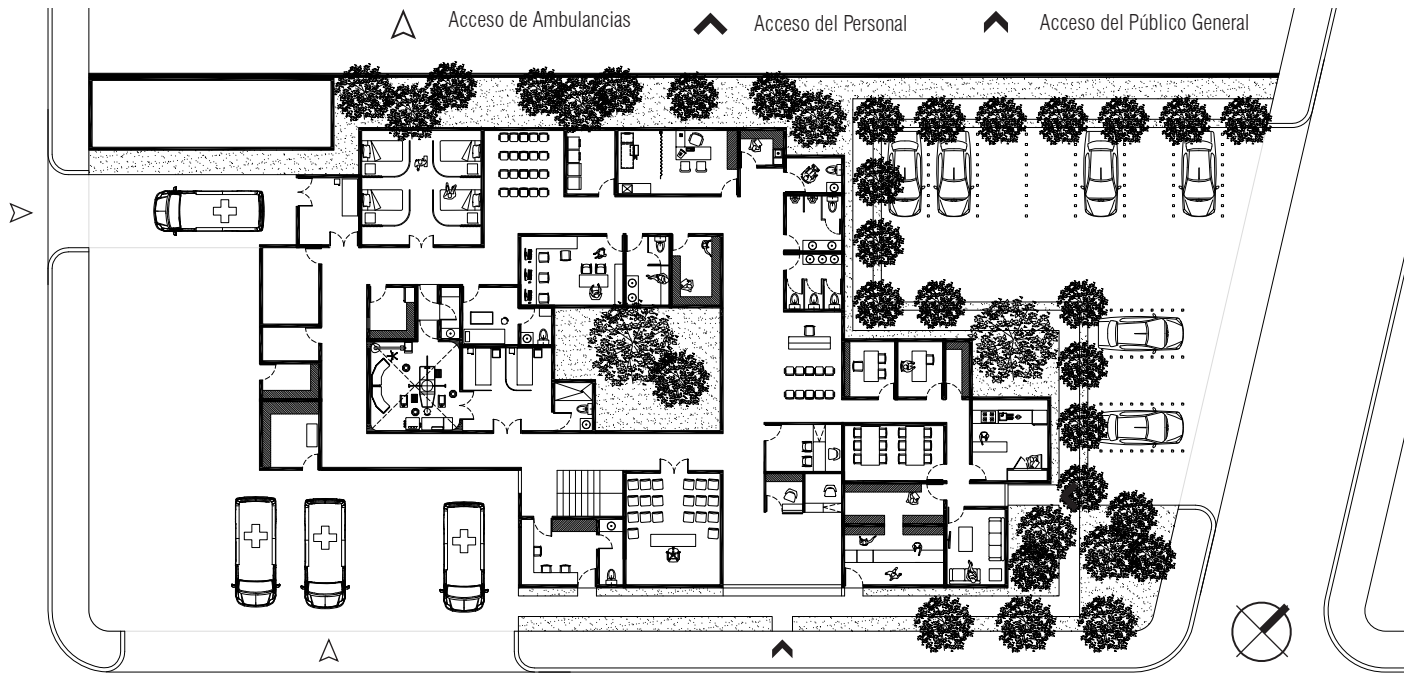 Acceso de Ambulancias
Acceso del Personal
Acceso del Público General